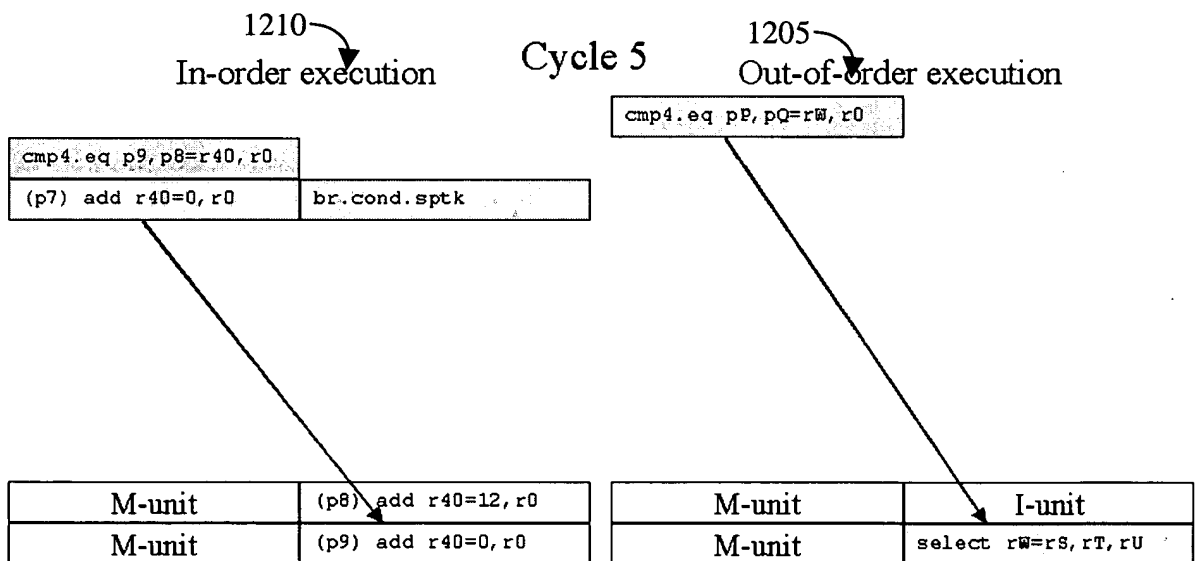 1210
In-order execution
Cycle 5
1205
Out-of-order execution
cmp4.eq p9,p8=r40,r0
(p7) add r40=0,r0
br.cond.sptk
cmp4.eq pP,pQ=rW,r0
M-unit
(p8) add r40=12,r0
M-unit
(p9) add r40=0,r0
M-unit
I-unit
M-unit
select rW=rS,rT,rU